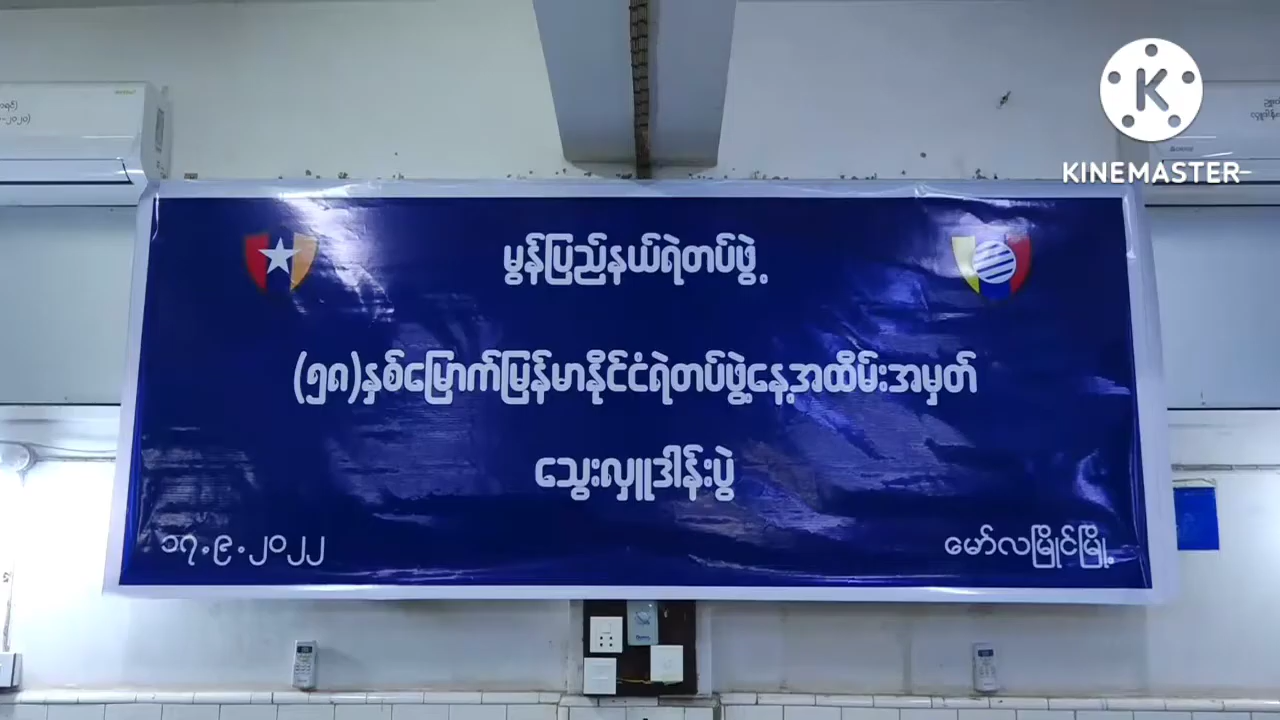 KINEMASTER
မွန်ပြည်နယ်ရဲတပ်ဖွဲ့
(၅၈)နှစ်မြောက်မြန်မာနိုင်ငံရဲတပ်ဖွဲ့နေ့အထိမ်းအမှတ်
သွေးလှူဒါန်းပွဲ
၁၇.၉.၂၀၂၂
မော်လမြိုင်မြို့